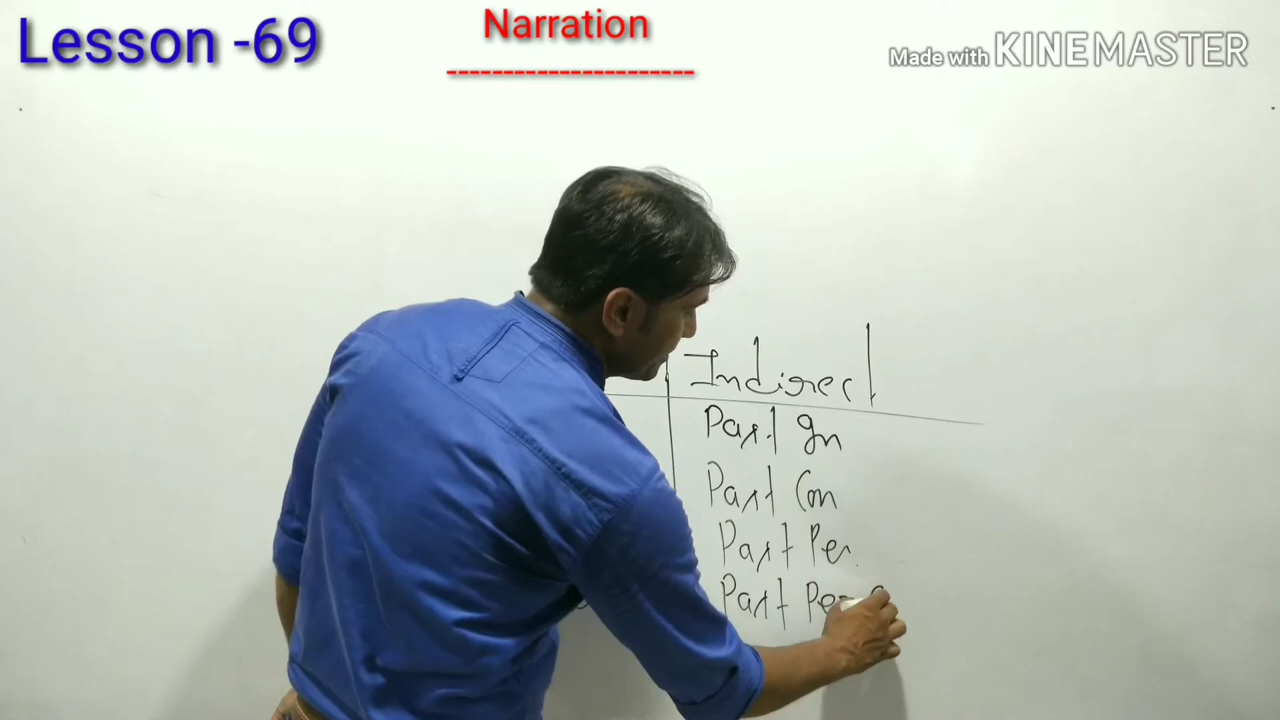 Lesson -69
Narration
Made with KINEMASTER
Indirect
Past In
Past Con
Past Per.
Past Per